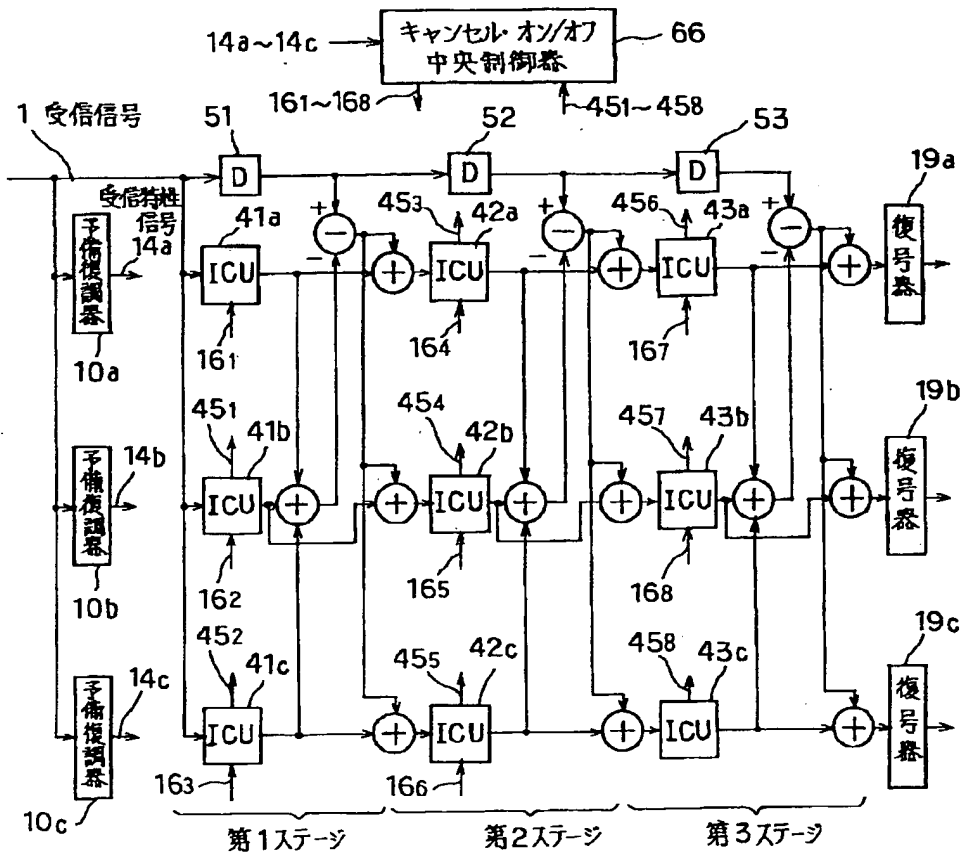 14a~14c
キャンセル・オン/オフ
中央制御器
66
161~168
451~458
1 受信信号
51
D
52
D
53
D
19a
復号器
受信特性
信号
14a
予備復調器
10a
41a
ICU
161
+
−
−
+
453
42a
ICU
164
+
−
−
+
456
43a
ICU
167
+
−
−
+
19b
復号器
14b
予備復調器
10b
451
41b
ICU
162
+
+
454
42b
ICU
165
+
+
457
43b
ICU
168
+
+
19c
復号器
14c
予備復調器
10c
452
41c
ICU
163
+
455
42c
ICU
166
+
458
43c
ICU
+
第1ステージ
第2ステージ
第3ステージ